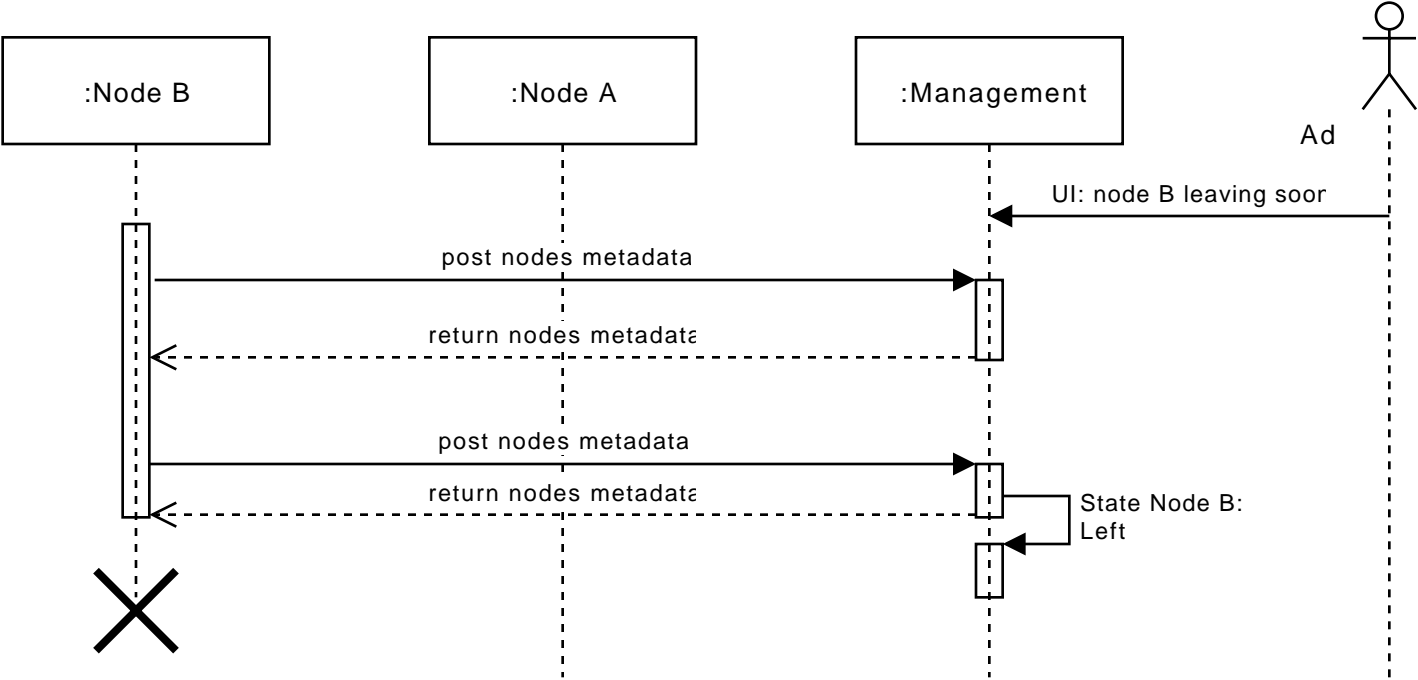 :Node B
:Node A
:Management
Ad
UI: node B leaving soon
post nodes metadata
return nodes metadata
post nodes metadata
return nodes metadata
State Node B:
Left